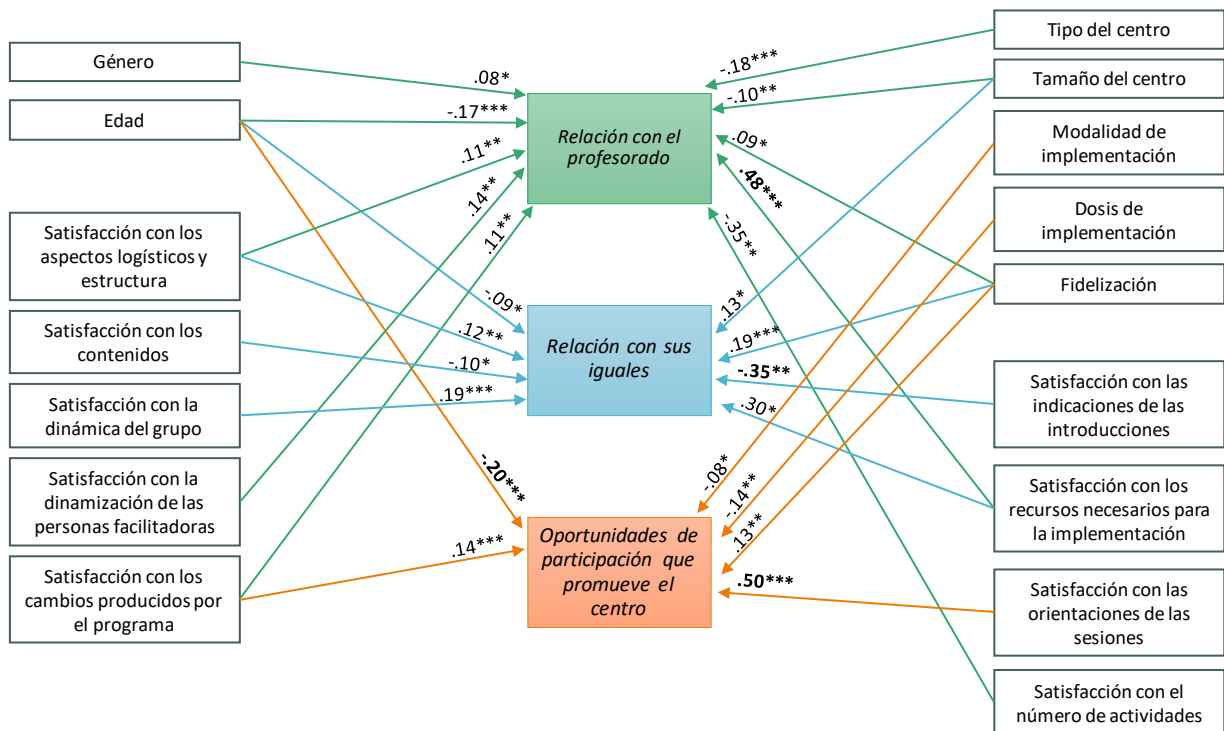 Género
Edad
Satisfacción con los
aspectos logísticos y
estructura
Satisfacción con los
contenidos
Satisfacción con la
dinámica del grupo
Satisfacción con la
dinamización de las
personas facilitadoras
Satisfacción con los
cambios producidos por
el programa
.08*
-.17***
.11**
.14**
.11**
-.09*
.12**
-.10*
.19***
-.20***
.14***
Relación con el
profesorado
Relación con sus
iguales
Oportunidades de
participación que
promueve el
centro
-.18***
-.10**
.09*
.48***
-.35**
.13*
.19***
-.35**
.30*
-.08*
-.14**
.13**
.50***
Tipo del centro
Tamaño del centro
Modalidad de
implementación
Dosis de
implementación
Fidelización
Satisfacción con las
indicaciones de las
introducciones
Satisfacción con los
recursos necesarios para
la implementación
Satisfacción con las
orientaciones de las
sesiones
Satisfacción con el
número de actividades